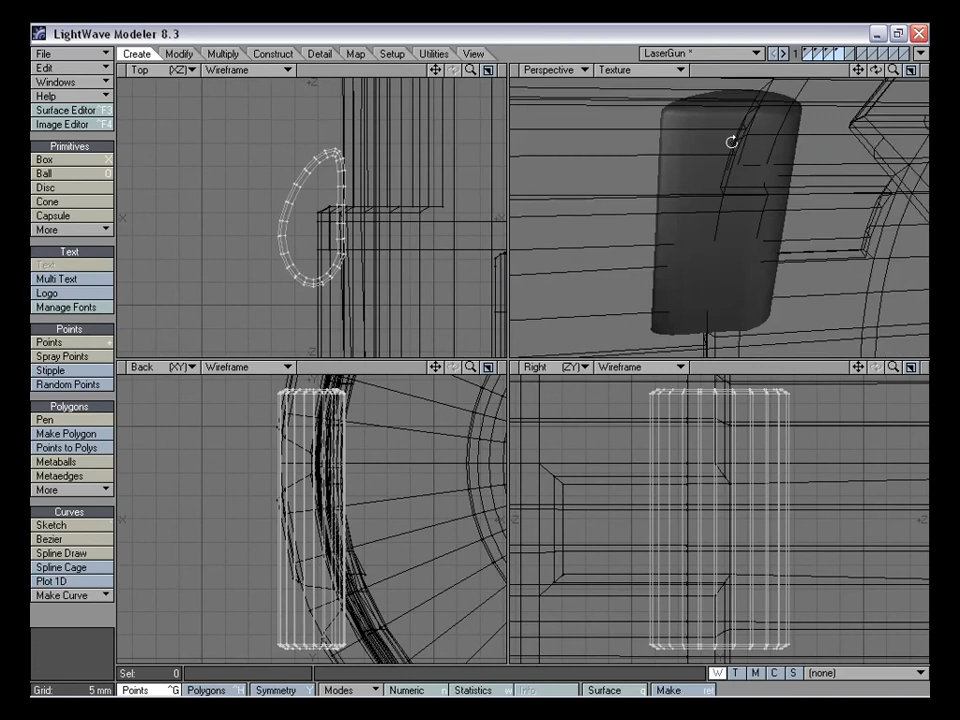 LightWave Modeler 8.3
File
Create Modify Multiply Construct Detail Map Setup Utilities View
LaserGun *
1
Edit
Windows
Help
Surface Editor ^F3
Image Editor ^F4
Top (XZ) Wireframe
Perspective Texture
Primitives
Box X
Ball O
Disc
Cone
Capsule
More
Text
Text
Multi Text
Logo
Manage Fonts
Points
Points +
Spray Points
Stipple
Random Points
Back (XY) Wireframe
Right (ZY) Wireframe
Polygons
Pen
Make Polygon
Points to Polys
Metaballs
Metaedges
More
Curves
Sketch
Bezier
Spline Draw
Spline Cage
Plot 1D
Make Curve
Sel: 0
W T M C S (none)
Grid: 5 mm
Points ^G Polygons ^H Symmetry Y Modes Numeric n Statistics w Info Surface Make ret